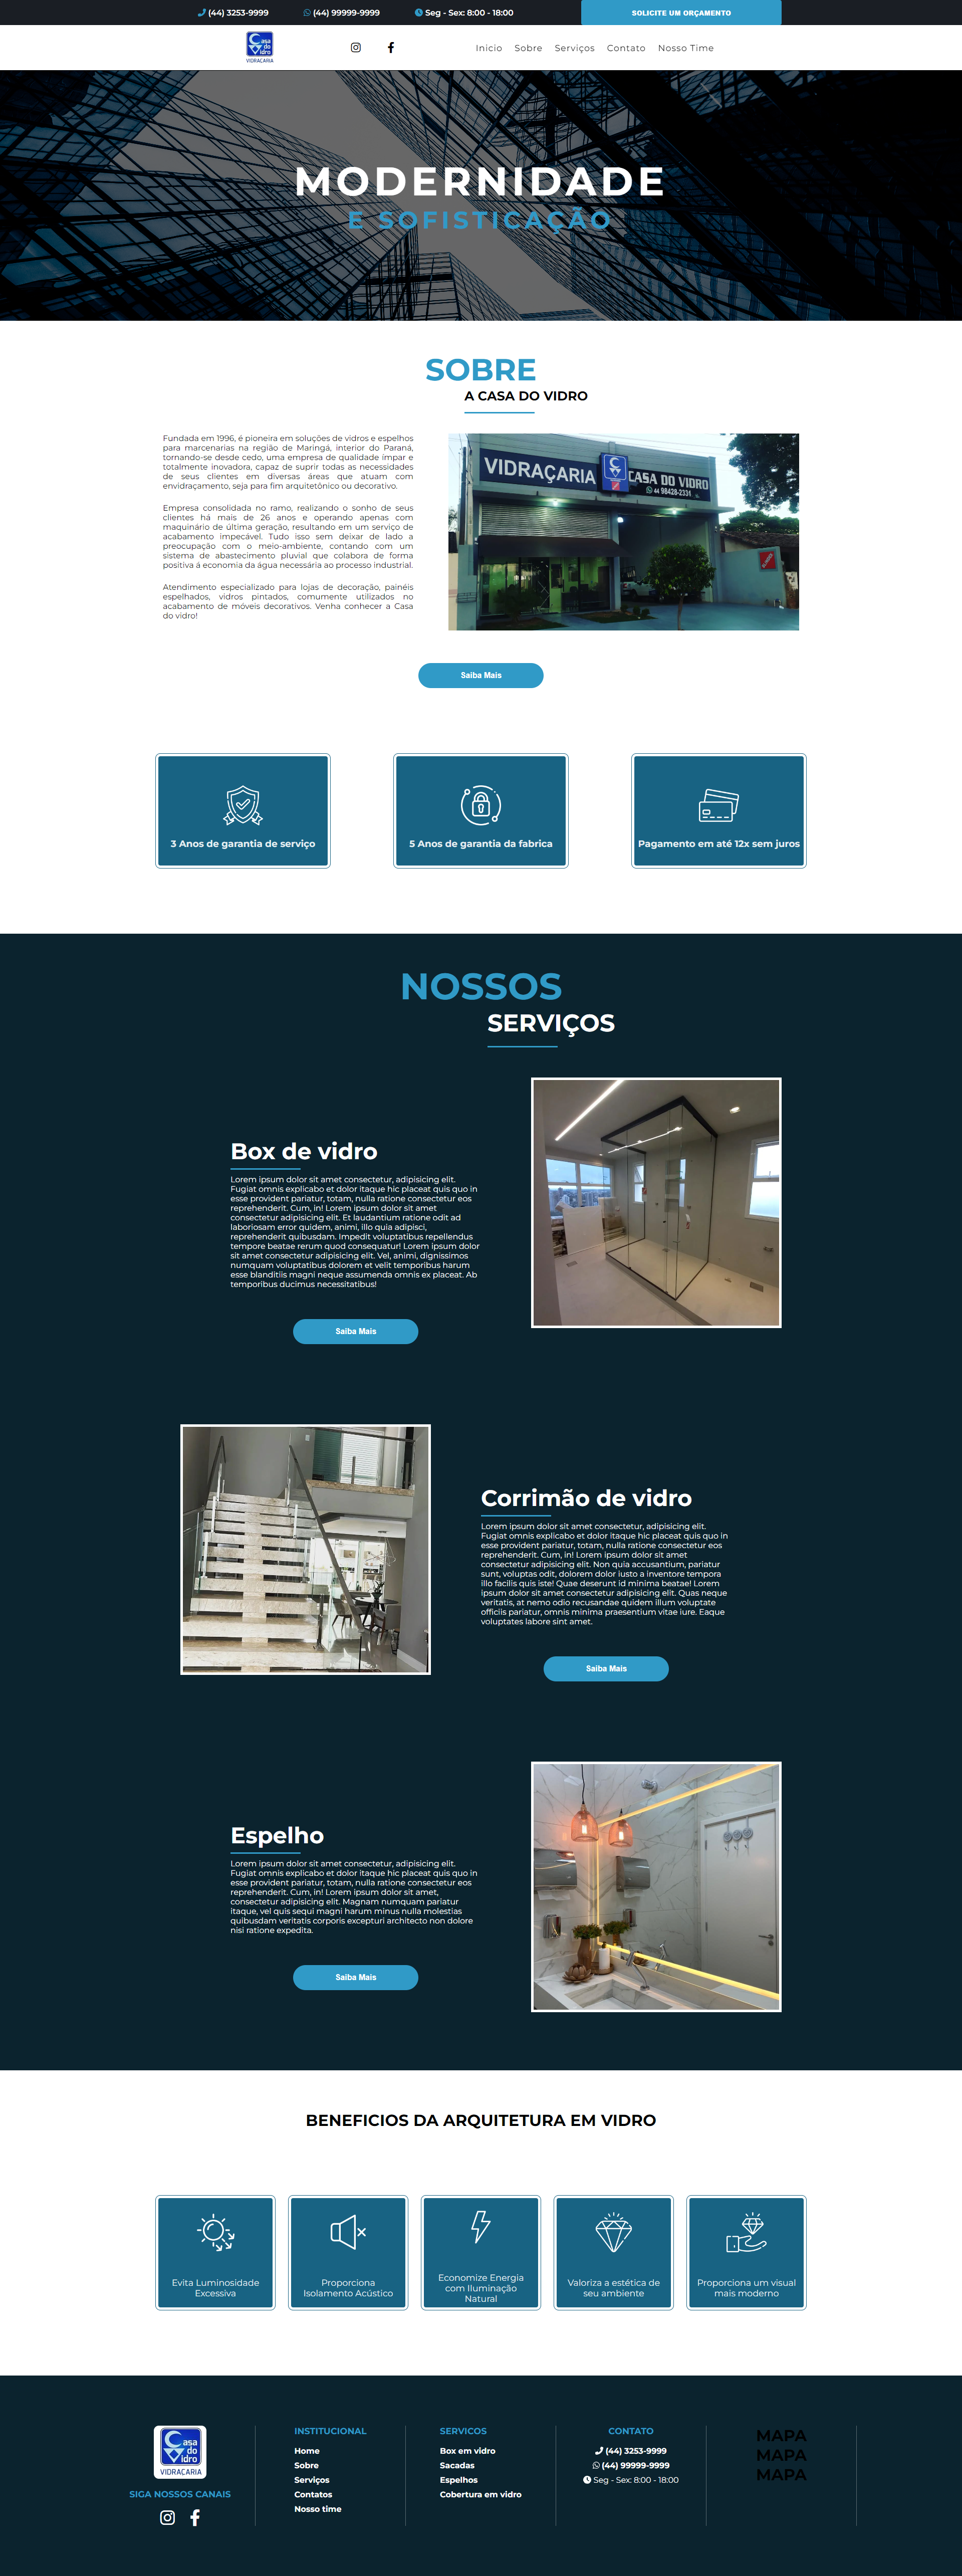 (44) 3253-9999
(44) 99999-9999
Seg - Sex: 8:00 - 18:00
SOLICITE UM ORÇAMENTO
Casa
do
Vidro
VIDRAÇARIA
Inicio Sobre Serviços Contato Nosso Time
MODERNIDADE
E SOFISTICAÇÃO
SOBRE
A CASA DO VIDRO
Fundada em 1996, é pioneira em soluções de vidros e espelhos
para marcenarias na região de Maringá, interior do Paraná,
tornando-se desde cedo, uma empresa de qualidade ímpar e
totalmente inovadora, capaz de suprir todas as necessidades
de seus clientes em diversas áreas que atuam com
envidraçamento, seja para fim arquitetônico ou decorativo.
Empresa consolidada no ramo, realizando o sonho de seus
clientes há mais de 26 anos e operando apenas com
maquinário de última geração, resultando em um serviço de
acabamento impecável. Tudo isso sem deixar de lado a
preocupação com o meio-ambiente, contando com um
sistema de abastecimento pluvial que colabora de forma
positiva á economia da água necessária ao processo industrial.
Atendimento especializado para lojas de decoração, painéis
espelhados, vidros pintados, comumente utilizados no
acabamento de móveis decorativos. Venha conhecer a Casa
do vidro!
VIDRAÇARIA
CASA DO VIDRO
44 98428-2331
Saiba Mais
3 Anos de garantia de serviço
5 Anos de garantia da fabrica
Pagamento em até 12x sem juros
NOSSOS
SERVIÇOS
Box de vidro
Lorem ipsum dolor sit amet consectetur, adipisicing elit.
Fugiat omnis explicabo et dolor itaque hic placeat quis quo in
esse provident pariatur, totam, nulla ratione consectetur eos
reprehenderit. Cum, in! Lorem ipsum dolor sit amet
consectetur adipisicing elit. Et laudantium ratione odit ad
laboriosam error quidem, animi, illo quia adipisci,
reprehenderit quibusdam. Impedit voluptatibus repellendus
tempore beatae rerum quod consequatur! Lorem ipsum dolor
sit amet consectetur adipisicing elit. Vel, animi, dignissimos
numquam voluptatibus dolorem et velit temporibus harum
esse blanditiis magni neque assumenda omnis ex placeat. Ab
temporibus ducimus necessitatibus!
Saiba Mais
Corrimão de vidro
Lorem ipsum dolor sit amet consectetur, adipisicing elit.
Fugiat omnis explicabo et dolor itaque hic placeat quis quo in
esse provident pariatur, totam, nulla ratione consectetur eos
reprehenderit. Cum, in! Lorem ipsum dolor sit amet
consectetur adipisicing elit. Non quia accusantium, pariatur
sunt, voluptas odit, dolorem dolor iusto a inventore tempora
illo facilis quis iste! Quae deserunt id minima beatae! Lorem
ipsum dolor sit amet consectetur adipisicing elit. Quas neque
veritatis, at nemo odio recusandae quidem illum voluptate
officiis pariatur, omnis minima praesentium vitae iure. Eaque
voluptates labore sint amet.
Saiba Mais
Espelho
Lorem ipsum dolor sit amet consectetur, adipisicing elit.
Fugiat omnis explicabo et dolor itaque hic placeat quis quo in
esse provident pariatur, totam, nulla ratione consectetur eos
reprehenderit. Cum, in! Lorem ipsum dolor sit amet,
consectetur adipisicing elit. Magnam numquam pariatur
itaque, vel quis sequi magni harum minus nulla molestias
quibusdam veritatis corporis excepturi architecto non dolore
nisi ratione expedita.
Saiba Mais
BENEFICIOS DA ARQUITETURA EM VIDRO
Evita Luminosidade
Excessiva
Proporciona
Isolamento Acústico
Economize Energia
com Iluminação
Natural
Valoriza a estética de
seu ambiente
Proporciona um visual
mais moderno
Casa
do
Vidro
VIDRAÇARIA
SIGA NOSSOS CANAIS
INSTITUCIONAL
Home
Sobre
Serviços
Contatos
Nosso time
SERVICOS
Box em vidro
Sacadas
Espelhos
Cobertura em vidro
CONTATO
(44) 3253-9999
(44) 99999-9999
Seg - Sex: 8:00 - 18:00
MAPA
MAPA
MAPA